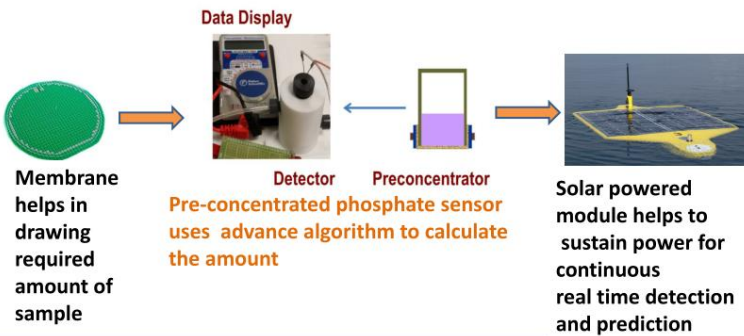 Data Display
Detector
Preconcentrator
Membrane
helps in
drawing
required
amount of
sample
Pre-concentrated phosphate sensor
uses advance algorithm to calculate
the amount
Solar powered
module helps to
sustain power for
continuous
real time detection
and prediction